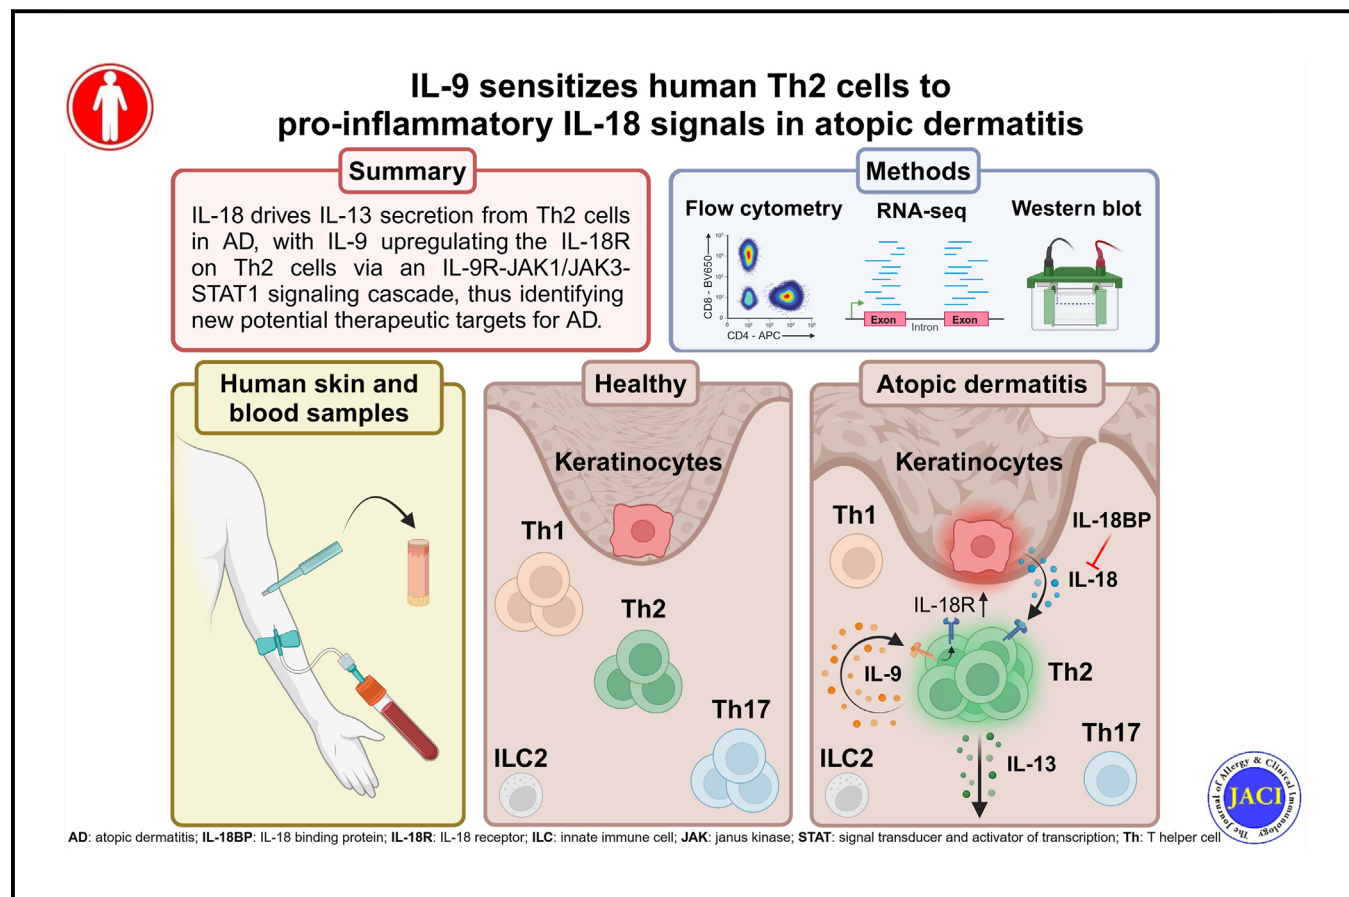 IL-9 sensitizes human Th2 cells to
pro-inflammatory IL-18 signals in atopic dermatitis
Summary
IL-18 drives IL-13 secretion from Th2 cells
in AD, with IL-9 upregulating the IL-18R
on Th2 cells via an IL-9R-JAK1/JAK3-
STAT1 signaling cascade, thus identifying
new potential therapeutic targets for AD.
Methods
Flow cytometry
RNA-seq
Western blot
CD8 - BV650
CD4 - APC
Exon
Intron
Exon
Human skin and
blood samples
Healthy
Keratinocytes
Th1
Th2
Th17
ILC2
Atopic dermatitis
Keratinocytes
Th1
IL-18BP
IL-18
IL-18R
IL-9
Th2
Th17
IL-13
ILC2
The Journal of Allergy & Clinical Immunology
JACI
AD: atopic dermatitis; IL-18BP: IL-18 binding protein; IL-18R: IL-18 receptor; ILC: innate immune cell; JAK: janus kinase; STAT: signal transducer and activator of transcription; Th: T helper cell